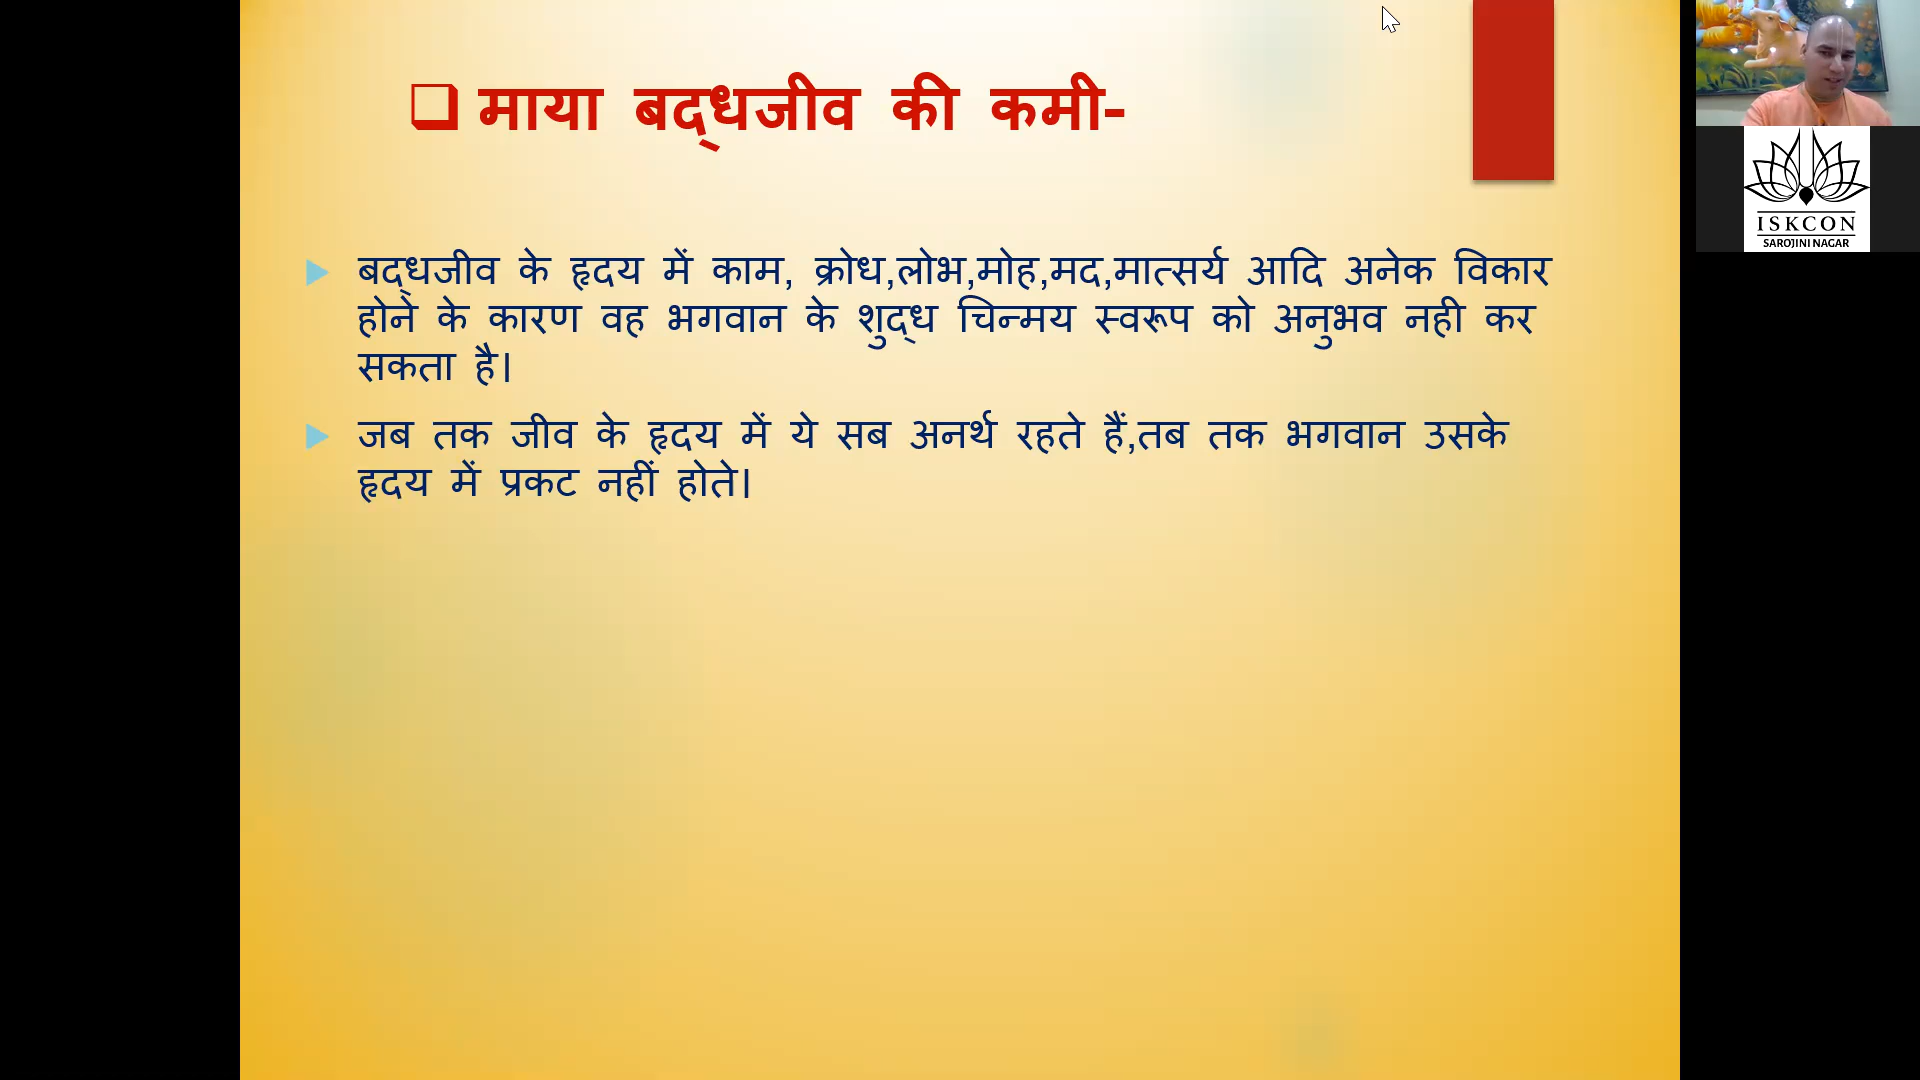 माया बद्धजीव की कमी-
बद्धजीव के हृदय में काम, क्रोध,लोभ,मोह,मद,मात्सर्य आदि अनेक विकार
होने के कारण वह भगवान के शुद्ध चिन्मय स्वरूप को अनुभव नही कर
सकता है।
जब तक जीव के हृदय में ये सब अनर्थ रहते हैं,तब तक भगवान उसके
हृदय में प्रकट नहीं होते।
ISKCON
SAROJINI NAGAR